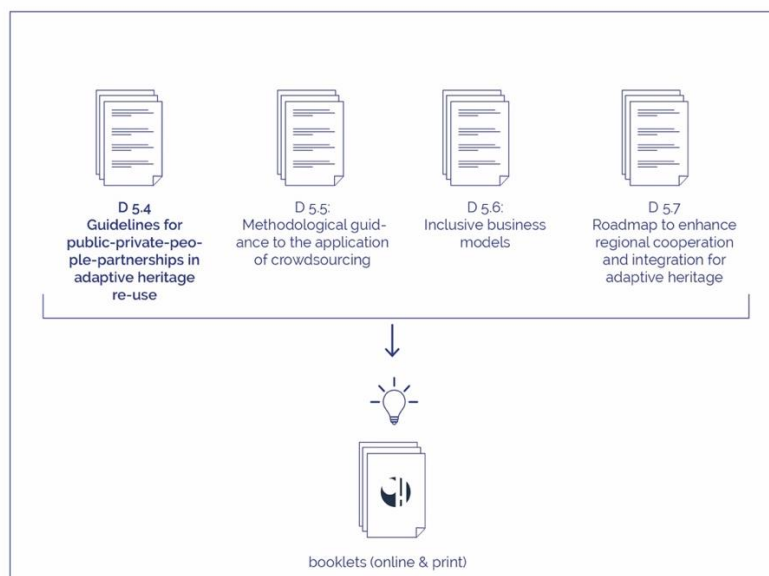 D 5.4
Guidelines for
public-private-peo-
ple-partnerships in
adaptive heritage
re-use
D 5.5:
Methodological guid-
ance to the application
of crowdsourcing
D 5.6:
Inclusive business
models
D 5.7
Roadmap to enhance
regional cooperation
and integration for
adaptive heritage
booklets (online & print)